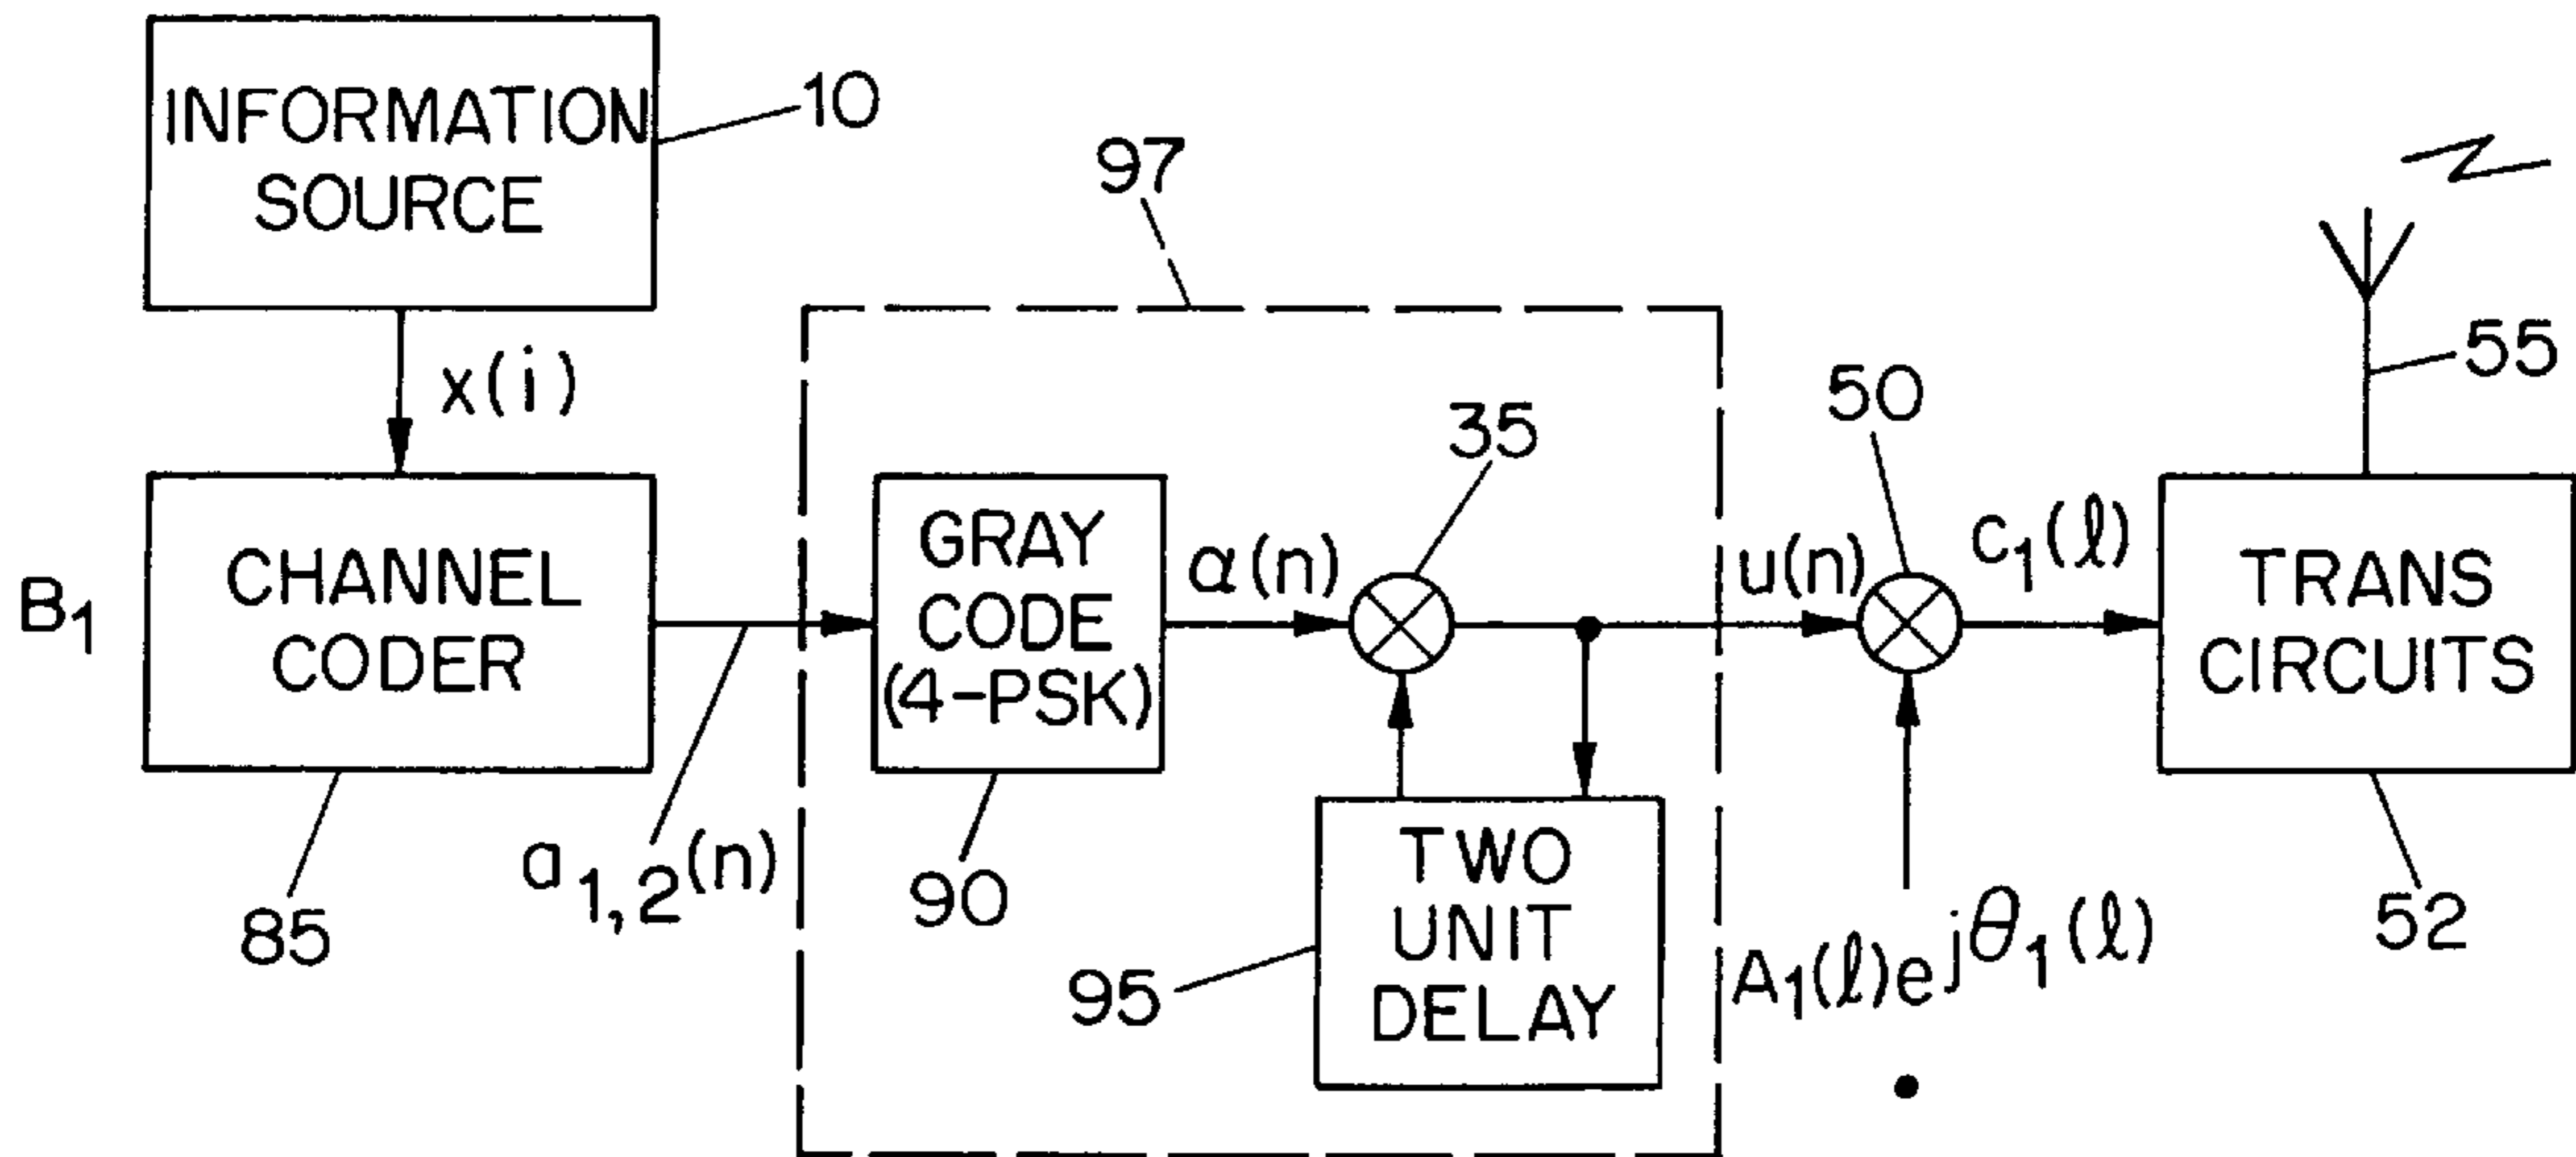 INFORMATION
SOURCE
10
x(i)
B1
CHANNEL
CODER
85
a1,2(n)
97
GRAY
CODE
(4-PSK)
90
α(n)
35
TWO
UNIT
DELAY
95
u(n)
50
A1(ℓ)e^jθ1(ℓ)
c1(ℓ)
TRANS
CIRCUITS
52
55